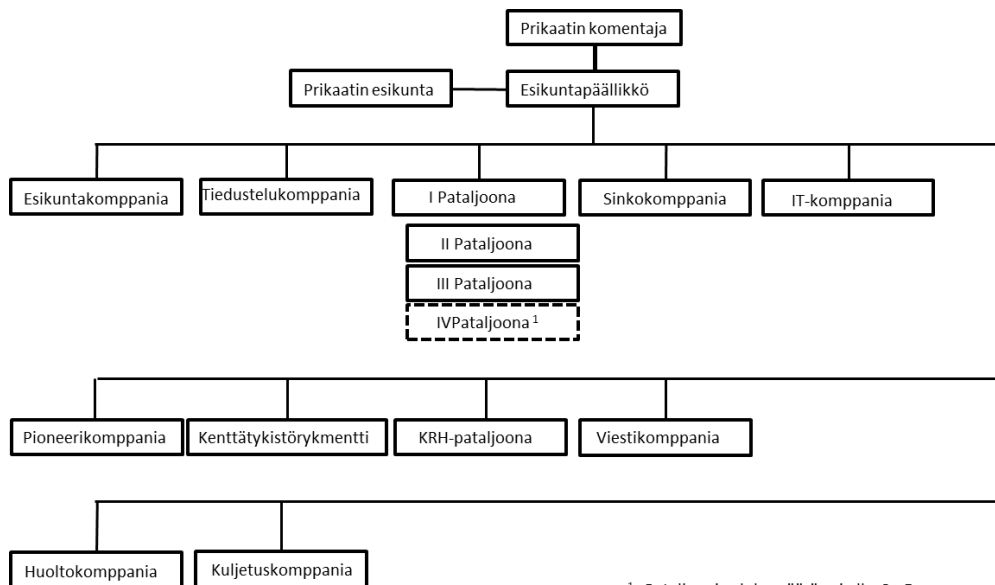 Prikaatin komentaja
Prikaatin esikunta
Esikuntapäällikkö
Esikuntakomppania
Tiedustelukomppania
I Pataljoona
Sinkokomppania
IT-komppania
II Pataljoona
III Pataljoona
IVPataljoona 1
Pioneerikomppania
Kenttätykistörykmentti
KRH-pataljoona
Viestikomppania
Huoltokomppania
Kuljetuskomppania